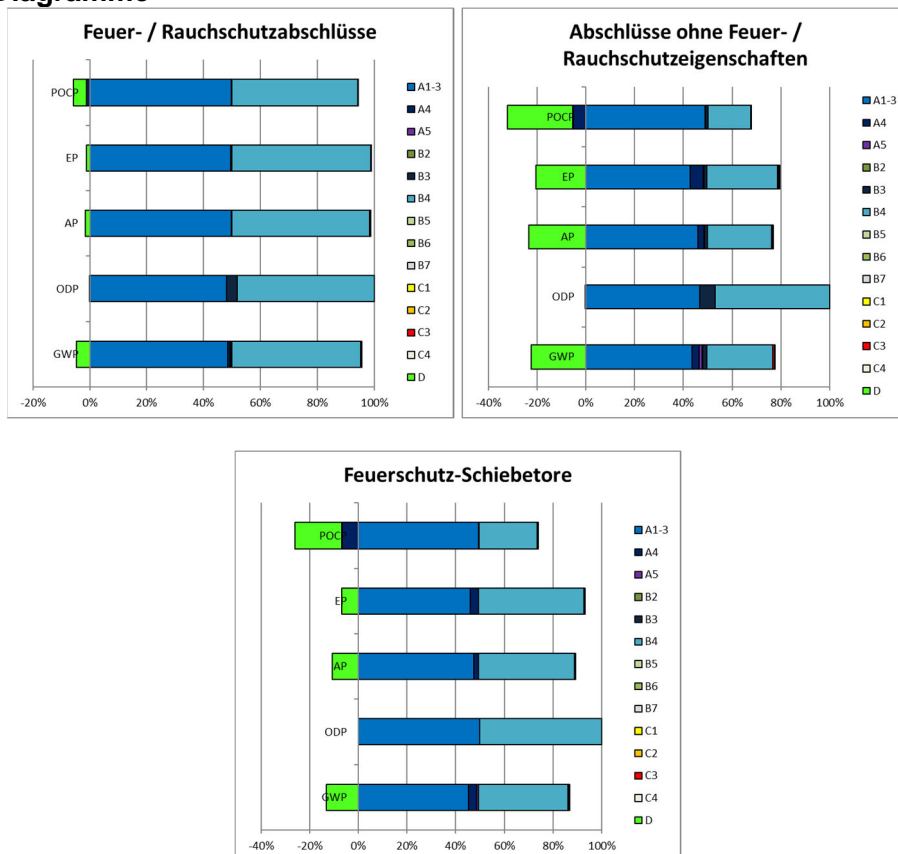 Diagramme
Feuer- / Rauchschutzabschlüsse
-20% 0% 20% 40% 60% 80% 100%
POCP
EP
AP
ODP
GWP
A1-3
A4
A5
B2
B3
B4
B5
B6
B7
C1
C2
C3
C4
D
Abschlüsse ohne Feuer- /
Rauchschutzeigenschaften
POCP
EP
AP
ODP
GWP
-40% -20% 0% 20% 40% 60% 80% 100%
A1-3
A4
A5
B2
B3
B4
B5
B6
B7
C1
C2
C3
C4
D
Feuerschutz-Schiebetore
POCP
EP
AP
ODP
GWP
-40% -20% 0% 20% 40% 60% 80% 100%
A1-3
A4
A5
B2
B3
B4
B5
B6
B7
C1
C2
C3
C4
D